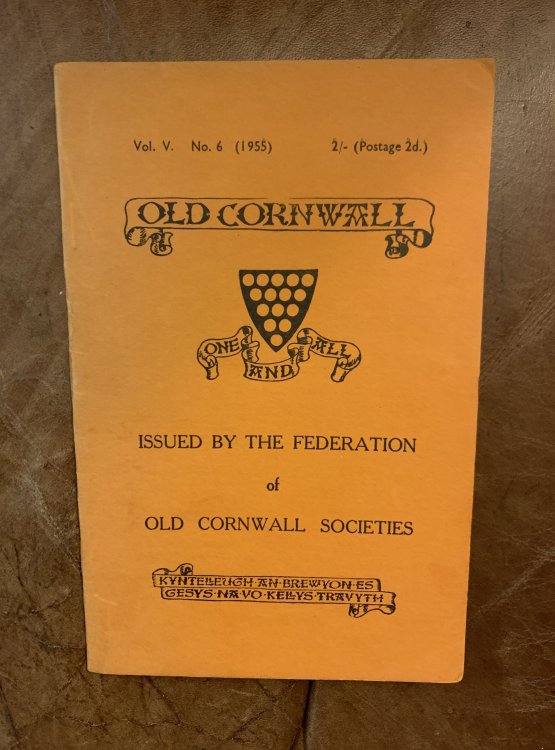 Vol. V. No. 6 (1955) 2/- (Postage 2d.)
OLD CORNWALL
ONE AND ALL
ISSUED BY THE FEDERATION
of
OLD CORNWALL SOCIETIES
KYNTELLEUGH · AN · BREWYON · ES
GESYS · NA · VO · KELLYS · TRAVYTH